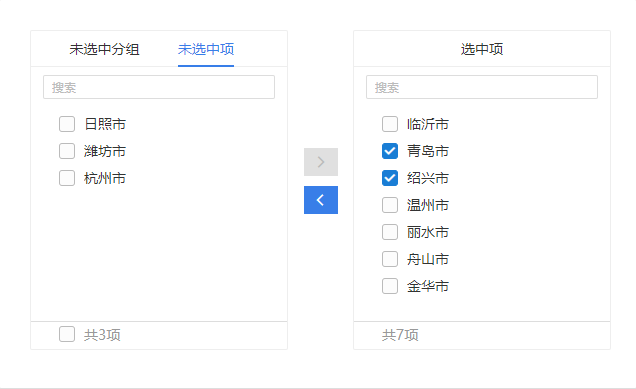 未选中分组 未选中项
搜索
日照市
潍坊市
杭州市
共3项
选中项
搜索
临沂市
青岛市
绍兴市
温州市
丽水市
舟山市
金华市
共7项